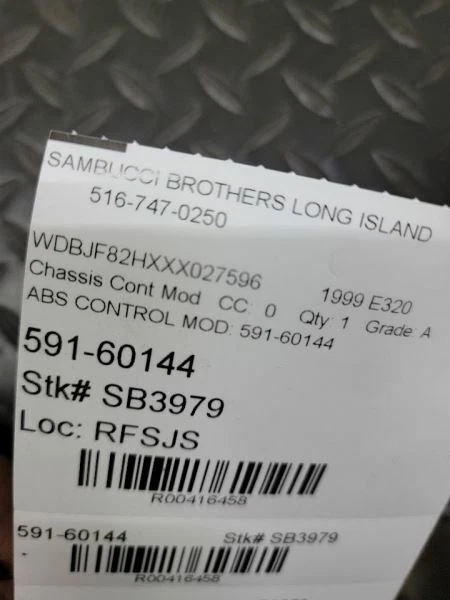 SAMBUCCI BROTHERS LONG ISLAND
516-747-0250
WDBJF82HXXX027596 1999 E320
Chassis Cont Mod CC: 0 Qty: 1 Grade: A
ABS CONTROL MOD: 591-60144
591-60144
Stk# SB3979
Loc: RFSJS
R00416458
591-60144 Stk# SB3979
R00416458